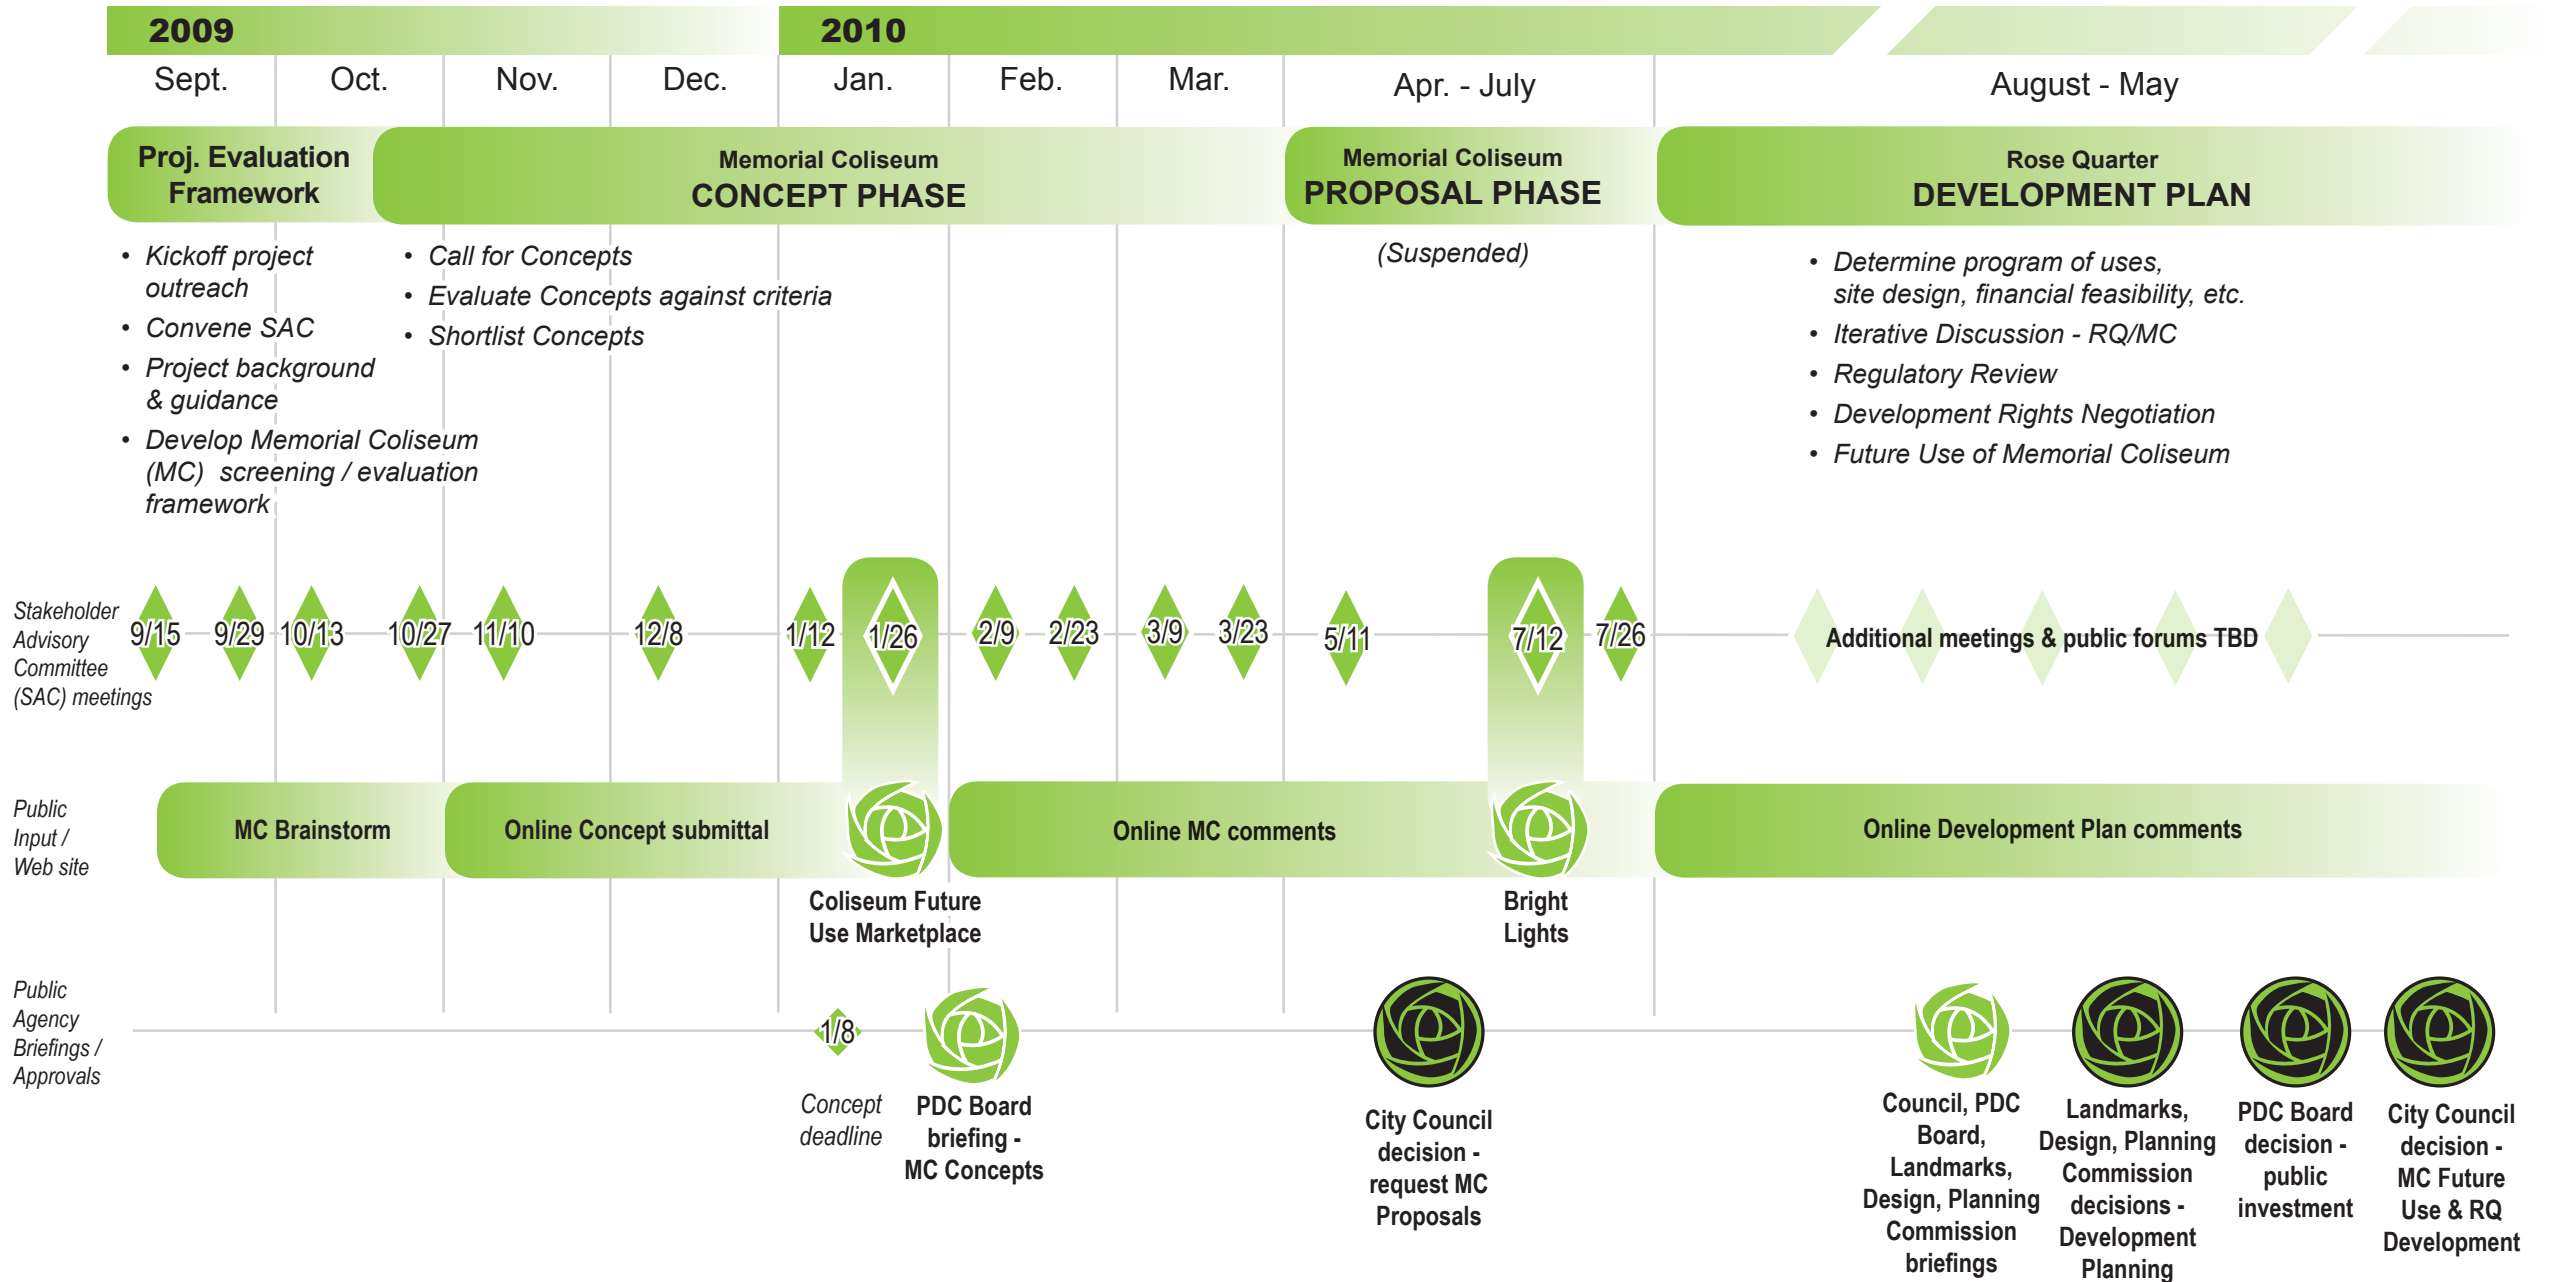 2009
2010
Sept.
Oct.
Nov.
Dec.
Jan.
Feb.
Mar.
Apr. - July
August - May
Proj. Evaluation
Framework
Memorial Coliseum
CONCEPT PHASE
Memorial Coliseum
PROPOSAL PHASE
Rose Quarter
DEVELOPMENT PLAN
• Kickoff project
outreach
• Convene SAC
• Project background
& guidance
• Develop Memorial Coliseum
(MC) screening / evaluation
framework
• Call for Concepts
• Evaluate Concepts against criteria
• Shortlist Concepts
(Suspended)
• Determine program of uses,
site design, financial feasibility, etc.
• Iterative Discussion - RQ/MC
• Regulatory Review
• Development Rights Negotiation
• Future Use of Memorial Coliseum
Stakeholder
Advisory
Committee
(SAC) meetings
9/15
9/29
10/13
10/27
11/10
12/8
1/12
1/26
2/9
2/23
3/9
3/23
5/11
7/12
7/26
Additional meetings & public forums TBD
Public
Input /
Web site
MC Brainstorm
Online Concept submittal
Coliseum Future
Use Marketplace
Online MC comments
Bright
Lights
Online Development Plan comments
Public
Agency
Briefings /
Approvals
1/8
Concept
deadline
PDC Board
briefing -
MC Concepts
City Council
decision -
request MC
Proposals
Council, PDC
Board,
Landmarks,
Design, Planning
Commission
briefings
Landmarks,
Design, Planning
Commission
decisions -
Development
Planning
PDC Board
decision -
public
investment
City Council
decision -
MC Future
Use & RQ
Development